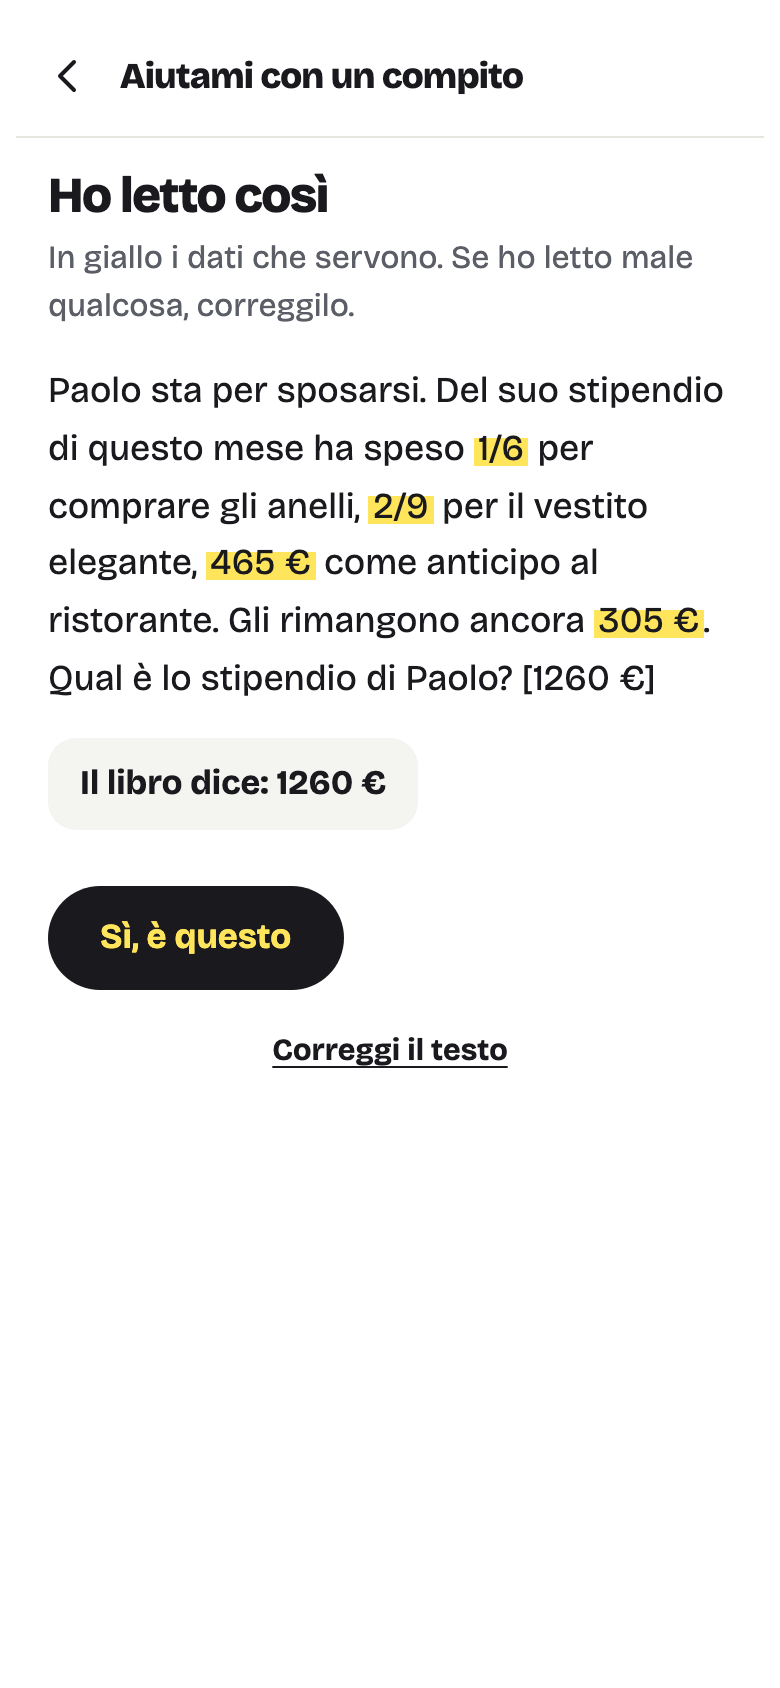 Aiutami con un compito
Ho letto così
In giallo i dati che servono. Se ho letto male
qualcosa, correggilo.
Paolo sta per sposarsi. Del suo stipendio
di questo mese ha speso 1/6 per
comprare gli anelli, 2/9 per il vestito
elegante, 465 € come anticipo al
ristorante. Gli rimangono ancora 305 €.
Qual è lo stipendio di Paolo? [1260 €]
Il libro dice: 1260 €
Sì, è questo
Correggi il testo